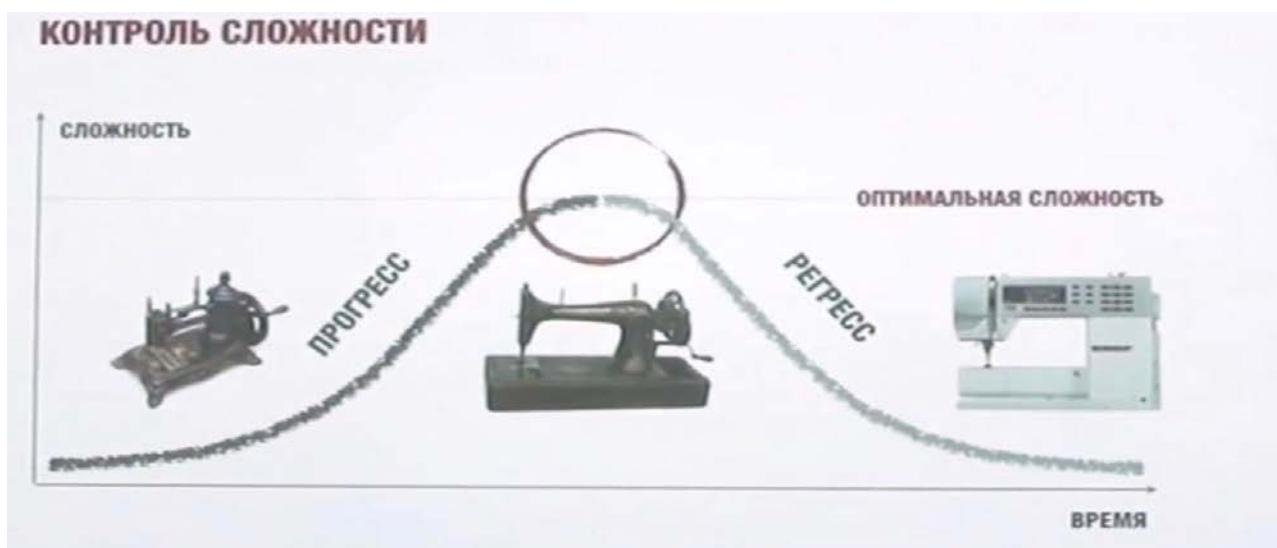 КОНТРОЛЬ СЛОЖНОСТИ
СЛОЖНОСТЬ
ОПТИМАЛЬНАЯ СЛОЖНОСТЬ
ПРОГРЕСС
РЕГРЕСС
ВРЕМЯ